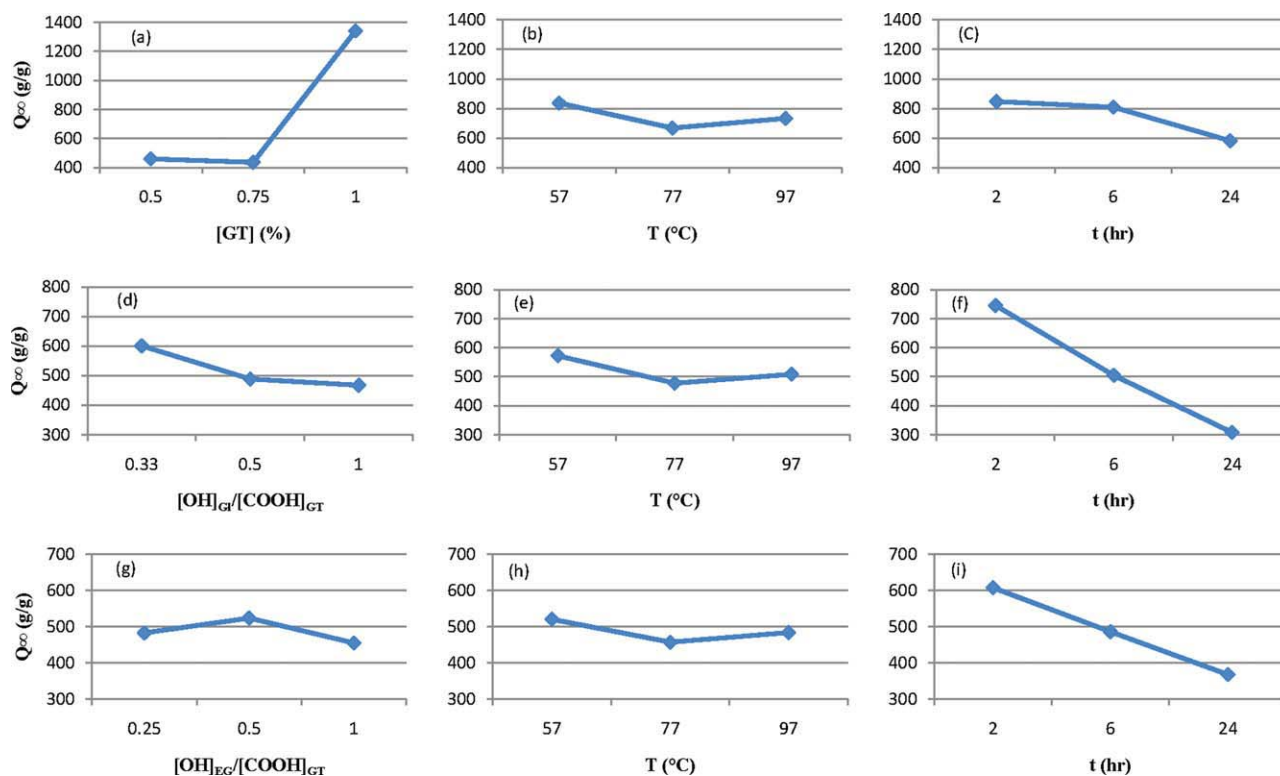 (a)
1400
1200
1000
800
600
400
Q∞ (g/g)
0.5 0.75 1
[GT] (%)
(b)
1400
1200
1000
800
600
400
57 77 97
T (°C)
(C)
1400
1200
1000
800
600
400
2 6 24
t (hr)
(d)
800
700
600
500
400
300
Q∞ (g/g)
0.33 0.5 1
[OH]GI/[COOH]GT
(e)
800
700
600
500
400
300
57 77 97
T (°C)
(f)
800
700
600
500
400
300
2 6 24
t (hr)
(g)
700
600
500
400
300
Q∞ (g/g)
0.25 0.5 1
[OH]EG/[COOH]GT
(h)
700
600
500
400
300
57 77 97
T (°C)
(i)
700
600
500
400
300
2 6 24
t (hr)